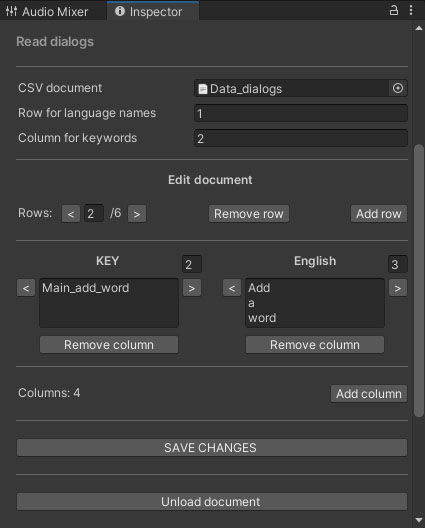 Audio Mixer Inspector
Read dialogs
CSV document Data_dialogs
Row for language names 1
Column for keywords 2
Edit document
Rows: < 2 /6 > Remove row Add row
KEY 2 English 3
< Main_add_word > < Add >
a
word
Remove column Remove column
Columns: 4 Add column
SAVE CHANGES
Unload document